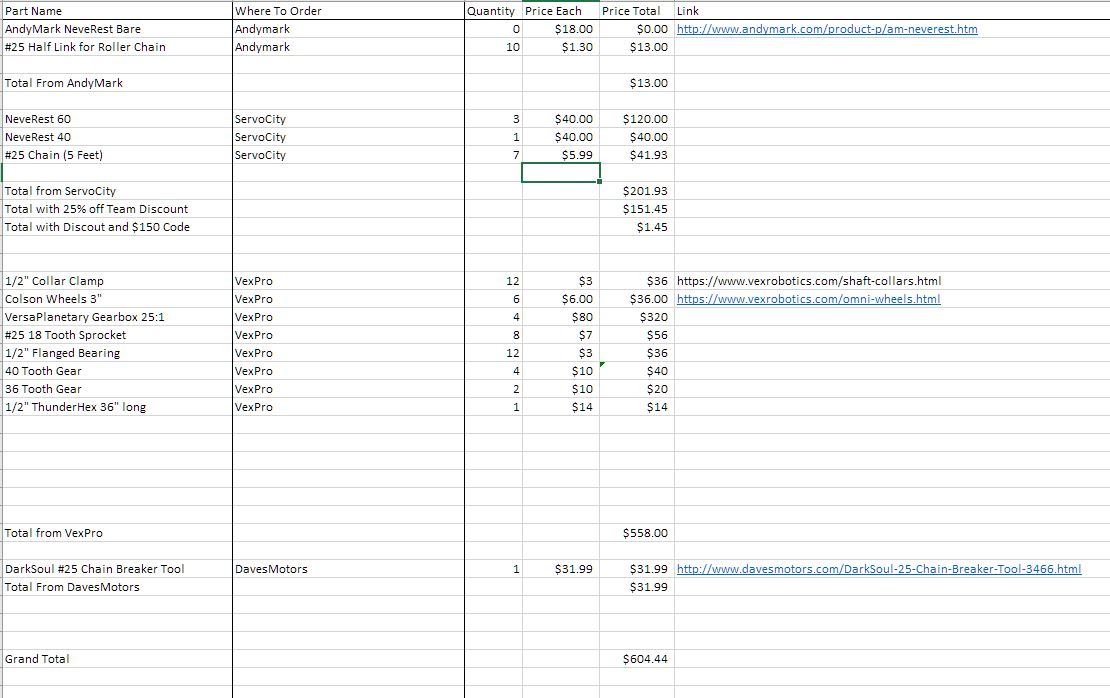 Part Name Where To Order Quantity Price Each Price Total Link
AndyMark NeveRest Bare Andymark 0 $18.00 $0.00 http://www.andymark.com/product-p/am-neverest.htm
#25 Half Link for Roller Chain Andymark 10 $1.30 $13.00
Total From AndyMark $13.00
NeveRest 60 ServoCity 3 $40.00 $120.00
NeveRest 40 ServoCity 1 $40.00 $40.00
#25 Chain (5 Feet) ServoCity 7 $5.99 $41.93
Total from ServoCity $201.93
Total with 25% off Team Discount $151.45
Total with Discout and $150 Code $1.45
1/2" Collar Clamp VexPro 12 $3 $36 https://www.vexrobotics.com/shaft-collars.html
Colson Wheels 3" VexPro 6 $6.00 $36.00 https://www.vexrobotics.com/omni-wheels.html
VersaPlanetary Gearbox 25:1 VexPro 4 $80 $320
#25 18 Tooth Sprocket VexPro 8 $7 $56
1/2" Flanged Bearing VexPro 12 $3 $36
40 Tooth Gear VexPro 4 $10 $40
36 Tooth Gear VexPro 2 $10 $20
1/2" ThunderHex 36" long VexPro 1 $14 $14
Total from VexPro $558.00
DarkSoul #25 Chain Breaker Tool DavesMotors 1 $31.99 $31.99 http://www.davesmotors.com/DarkSoul-25-Chain-Breaker-Tool-3466.html
Total From DavesMotors $31.99
Grand Total $604.44